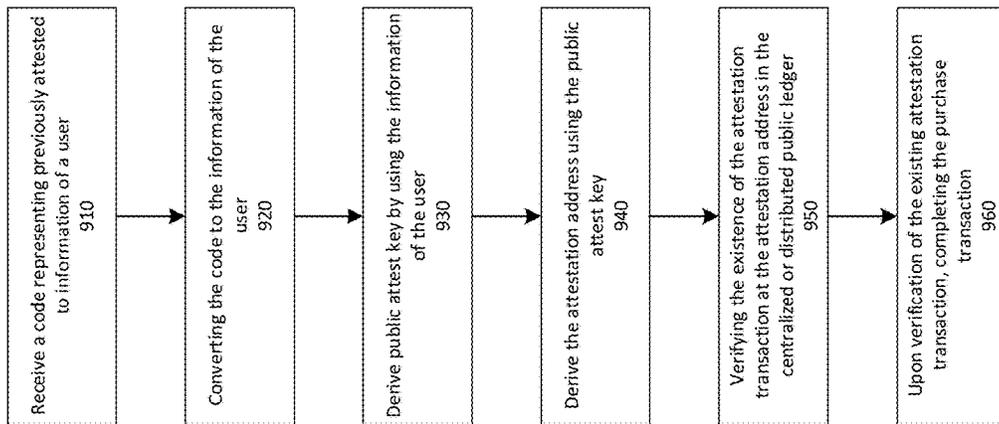 Receive a code representing previously attested
to information of a user
910
Converting the code to the information of the
user
920
Derive public attest key by using the information
of the user
930
Derive the attestation address using the public
attest key
940
Verifying the existence of the attestation
transaction at the attestation address in the
centralized or distributed public ledger
950
Upon verification of the existing attestation
transaction, completing the purchase
transaction
960